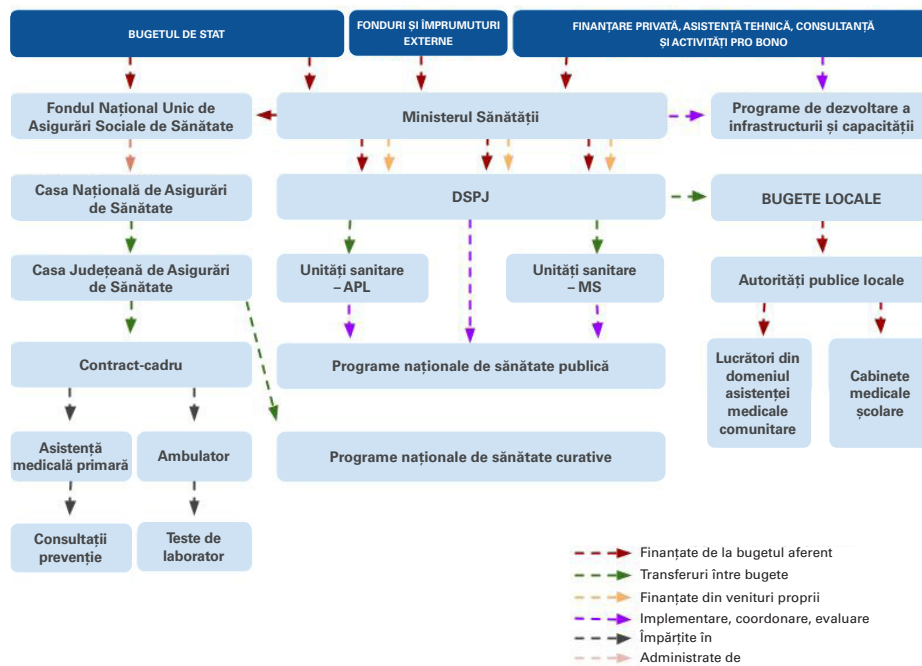 BUGETUL DE STAT
FONDURI ȘI ÎMPRUMUTURI
EXTERNE
FINANȚARE PRIVATĂ, ASISTENȚĂ TEHNICĂ, CONSULTANȚĂ
ȘI ACTIVITĂȚI PRO BONO
Fondul Național Unic de
Asigurări Sociale de Sănătate
Ministerul Sănătății
Programe de dezvoltare a
infrastructurii și capacității
Casa Națională de Asigurări
de Sănătate
DSPJ
BUGETE LOCALE
Casa Județeană de Asigurări
de Sănătate
Unități sanitare
– APL
Unități sanitare
– MS
Autorități publice locale
Contract-cadru
Programe naționale de sănătate publică
Lucrători din
domeniul
asistenței
medicale
comunitare
Cabinete
medicale
școlare
Asistență
medicală primară
Ambulator
Programe naționale de sănătate curative
Consultații
prevenție
Teste de
laborator
Finanțate de la bugetul aferent
Transferuri între bugete
Finanțate din venituri proprii
Implementare, coordonare, evaluare
Împărțite în
Administrate de